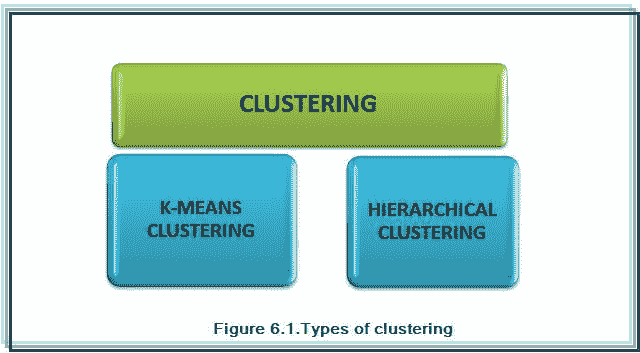 CLUSTERING
K-MEANS
CLUSTERING
HIERARCHICAL
CLUSTERING
Figure 6.1.Types of clustering